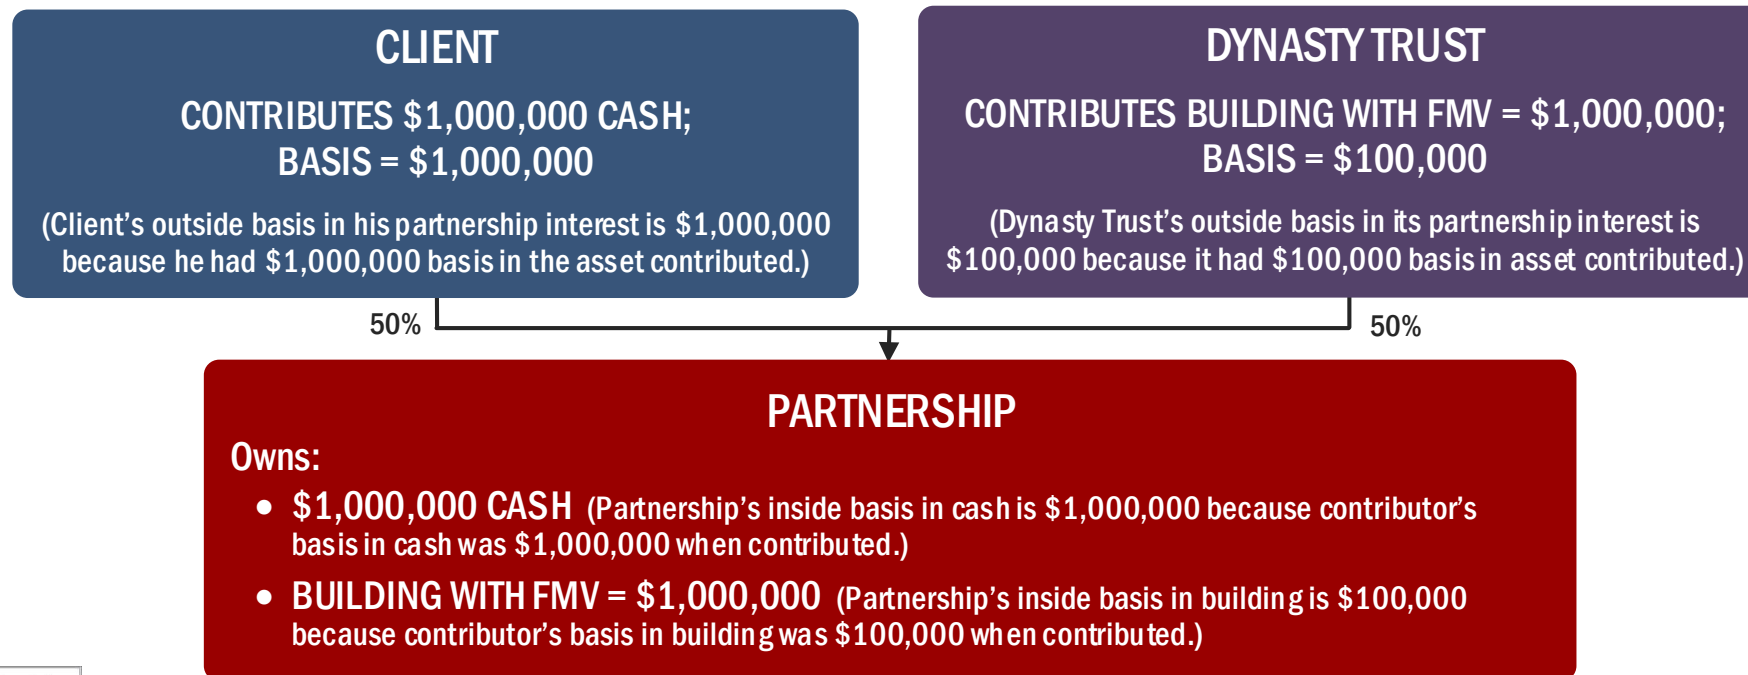 CLIENT
CONTRIBUTES $1,000,000 CASH;
BASIS = $1,000,000
(Client's outside basis in his partnership interest is $1,000,000
because he had $1,000,000 basis in the asset contributed.)
DYNASTY TRUST
CONTRIBUTES BUILDING WITH FMV = $1,000,000;
BASIS = $100,000
(Dynasty Trust's outside basis in its partnership interest is
$100,000 because it had $100,000 basis in asset contributed.)
50%
50%
PARTNERSHIP
Owns:
• $1,000,000 CASH (Partnership's inside basis in cash is $1,000,000 because contributor's
basis in cash was $1,000,000 when contributed.)
• BUILDING WITH FMV = $1,000,000 (Partnership's inside basis in building is $100,000
because contributor's basis in building was $100,000 when contributed.)